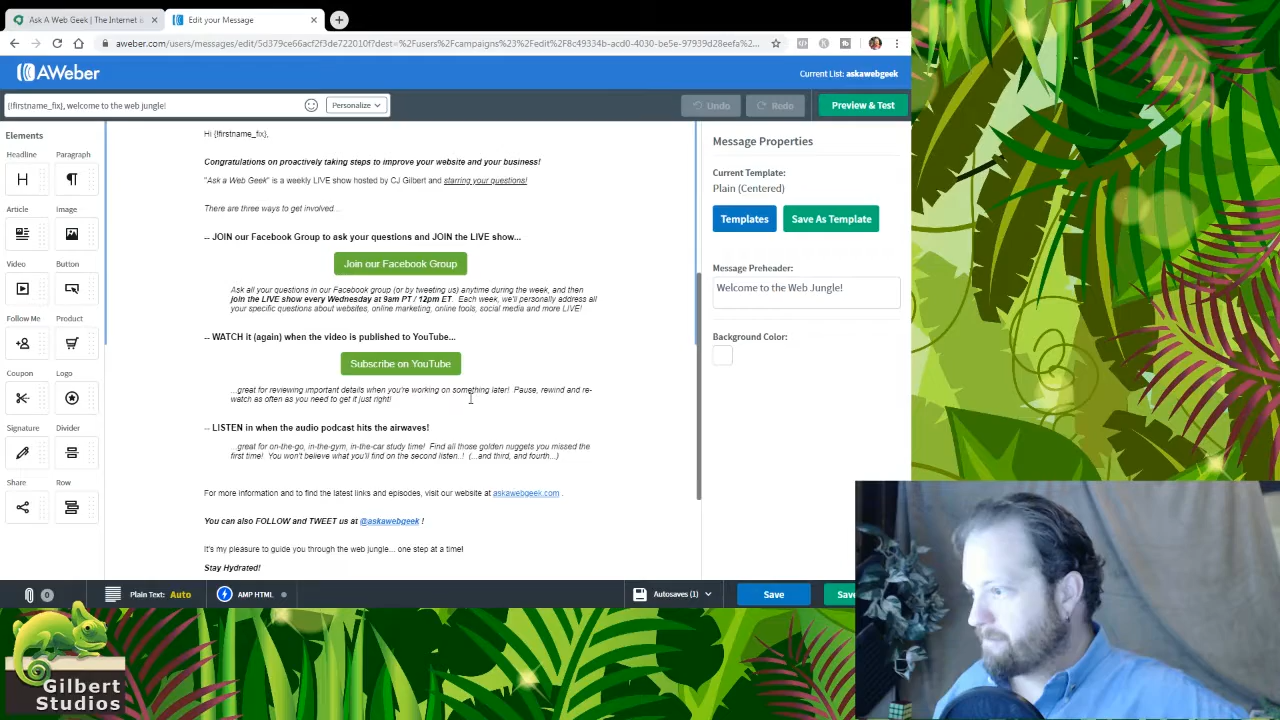 Ask A Web Geek | The Internet is
Edit your Message
aweber.com/users/messages/edit/5d379ce66acf2f3de722010f?dest=%2Fusers%2Fcampaigns%23%2Fedit%2F8c49334b-acd0-4030-be5e-97939d28eefa%2...
AWeber
Current List: askawebgeek
{!firstname_fix}, welcome to the web jungle!
Personalize
Undo
Redo
Preview & Test
Elements
Headline
Paragraph
Article
Image
Video
Button
Follow Me
Product
Coupon
Logo
Signature
Divider
Share
Row
Hi {!firstname_fix},
Congratulations on proactively taking steps to improve your website and your business!
"Ask a Web Geek" is a weekly LIVE show hosted by CJ Gilbert and starring your questions!
There are three ways to get involved...
-- JOIN our Facebook Group to ask your questions and JOIN the LIVE show...
Join our Facebook Group
Ask all your questions in our Facebook group (or by tweeting us) anytime during the week, and then
join the LIVE show every Wednesday at 9am PT / 12pm ET. Each week, we'll personally address all
your specific questions about websites, online marketing, online tools, social media and more LIVE!
-- WATCH it (again) when the video is published to YouTube...
Subscribe on YouTube
...great for reviewing important details when you're working on something later! Pause, rewind and re-
watch as often as you need to get it just right!
-- LISTEN in when the audio podcast hits the airwaves!
...great for on-the-go, in-the-gym, in-the-car study time! Find all those golden nuggets you missed the
first time! You won't believe what you'll find on the second listen..! (...and third, and fourth...)
For more information and to find the latest links and episodes, visit our website at askawebgeek.com .
You can also FOLLOW and TWEET us at @askawebgeek !
It's my pleasure to guide you through the web jungle... one step at a time!
Stay Hydrated!
Message Properties
Current Template:
Plain (Centered)
Templates
Save As Template
Message Preheader:
Welcome to the Web Jungle!
Background Color:
0
Plain Text: Auto
AMP HTML
Autosaves (1)
Save
Save
Gilbert
Studios